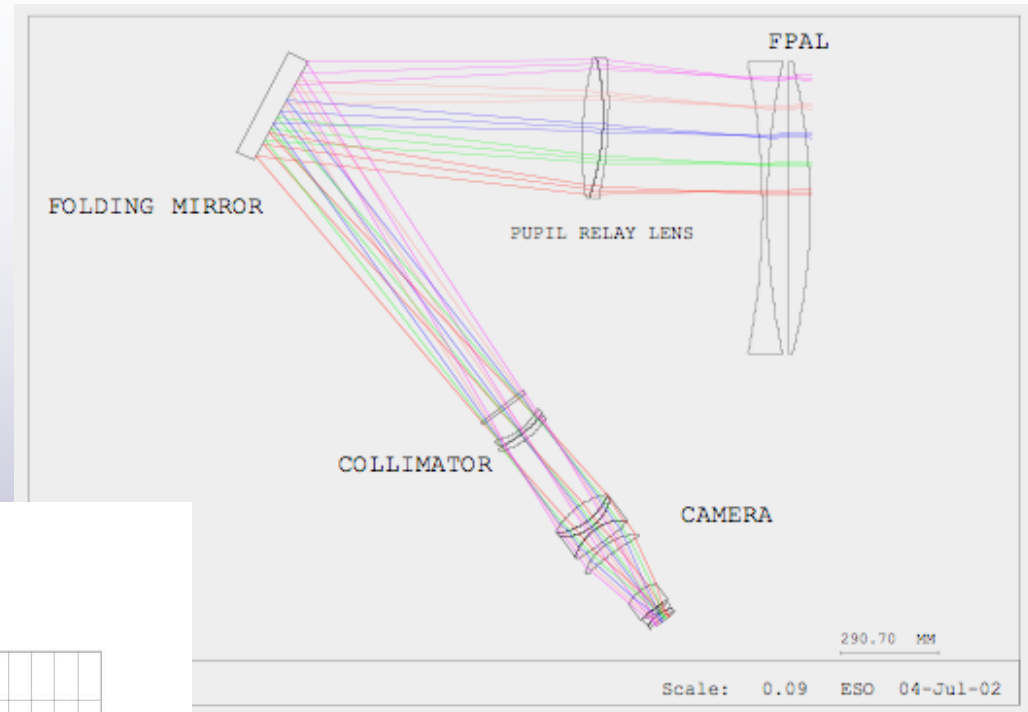 FPAL
FOLDING MIRROR
PUPIL RELAY LENS
COLLIMATOR
CAMERA
290.70 MM
Scale: 0.09 ESO 04-Jul-02